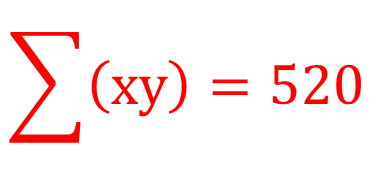 ∑(xy) = 520